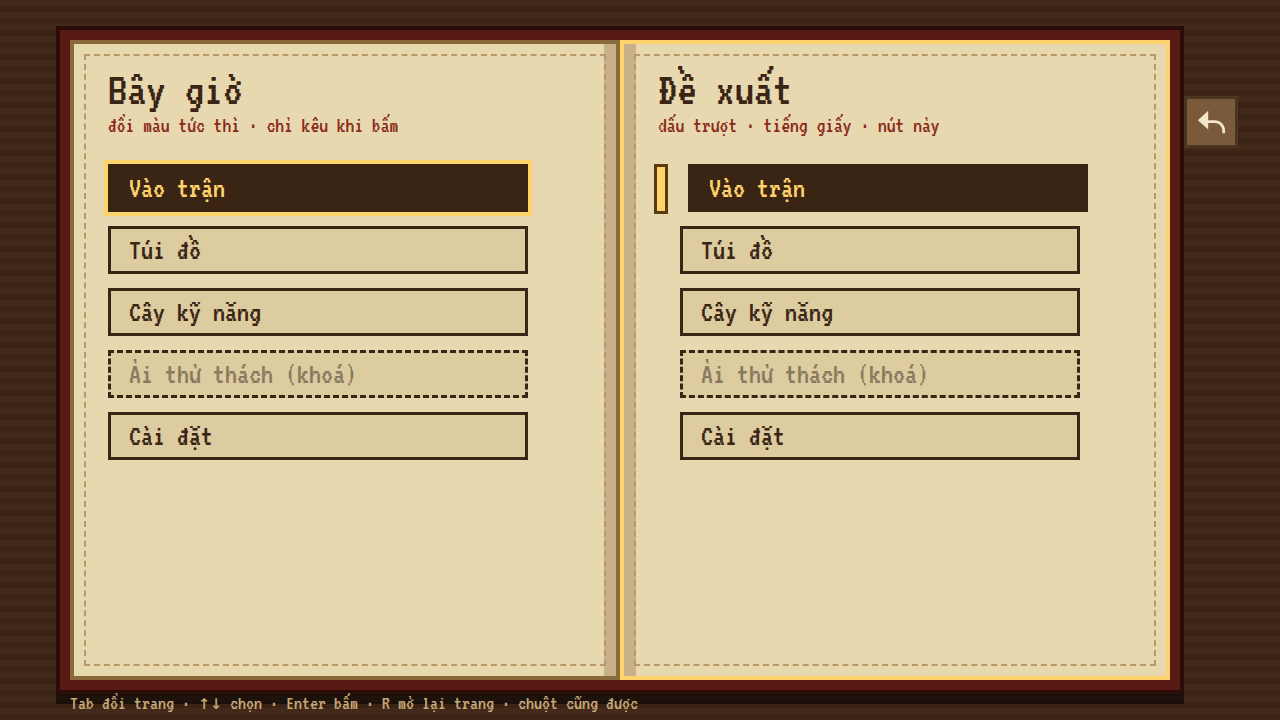 Bây giờ
đổi màu tức thì · chỉ kêu khi bấm
Vào trận
Túi đồ
Cây kỹ năng
Ải thử thách (khoá)
Cài đặt
Đề xuất
dấu trượt · tiếng giấy · nút nảy
Vào trận
Túi đồ
Cây kỹ năng
Ải thử thách (khoá)
Cài đặt
Tab đổi trang · ↑↓ chọn · Enter bấm · R mở lại trang · chuột cũng được